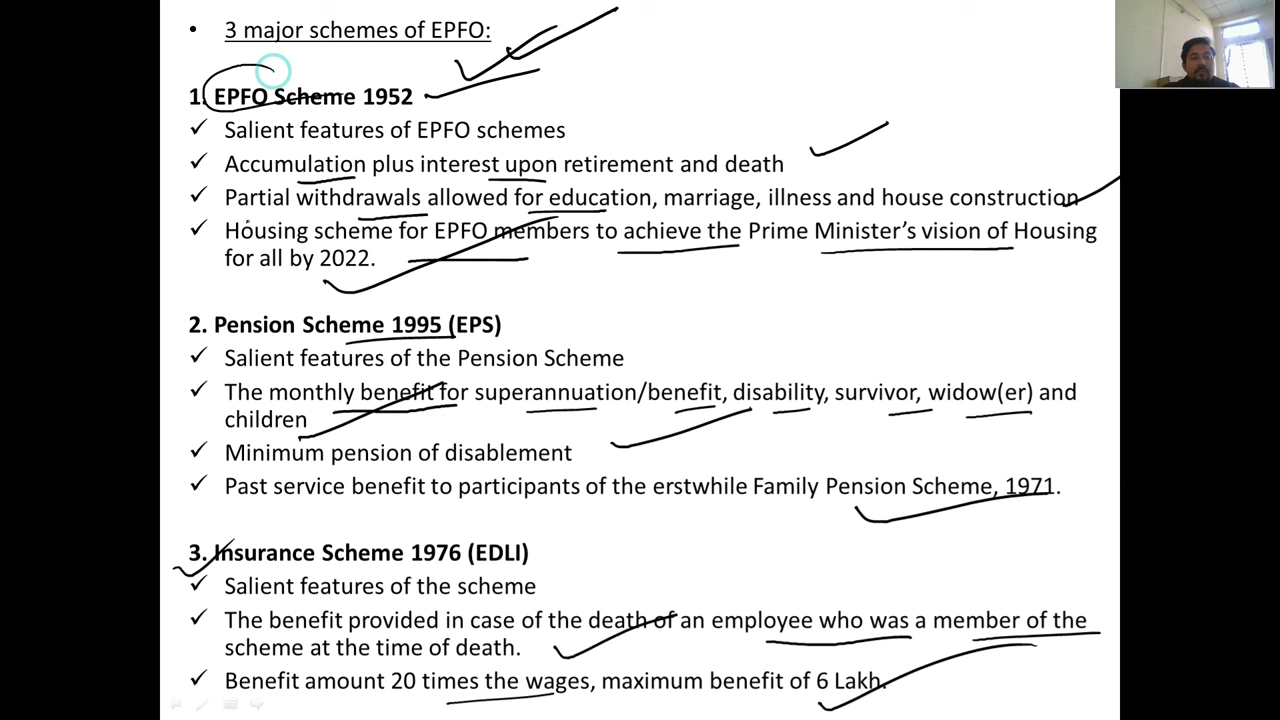 • 3 major schemes of EPFO:
1. EPFO Scheme 1952
✓ Salient features of EPFO schemes
✓ Accumulation plus interest upon retirement and death
✓ Partial withdrawals allowed for education, marriage, illness and house construction
✓ Housing scheme for EPFO members to achieve the Prime Minister’s vision of Housing
for all by 2022.
2. Pension Scheme 1995 (EPS)
✓ Salient features of the Pension Scheme
✓ The monthly benefit for superannuation/benefit, disability, survivor, widow(er) and
children
✓ Minimum pension of disablement
✓ Past service benefit to participants of the erstwhile Family Pension Scheme, 1971.
3. Insurance Scheme 1976 (EDLI)
✓ Salient features of the scheme
✓ The benefit provided in case of the death of an employee who was a member of the
scheme at the time of death.
✓ Benefit amount 20 times the wages, maximum benefit of 6 Lakh.